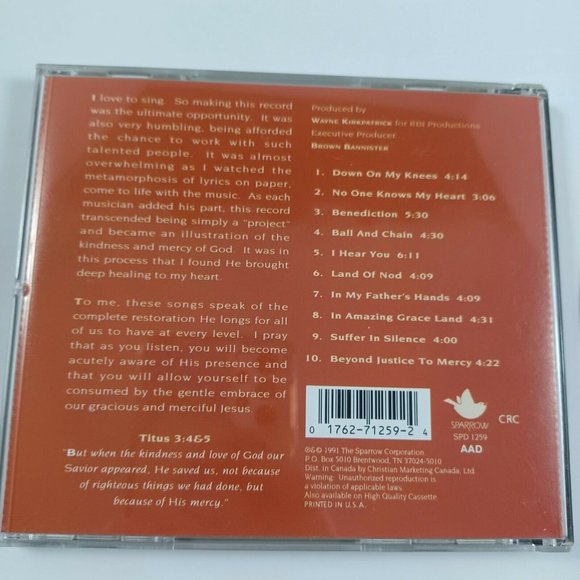 I love to sing. So making this record
was the ultimate opportunity. It was
also very humbling, being afforded
the chance to work with such
talented people. It was almost
overwhelming as I watched the
metamorphosis of lyrics on paper,
come to life with the music. As each
musician added his part, this record
transcended being simply a "project"
and became an illustration of the
kindness and mercy of God. It was in
this process that I found He brought
deep healing to my heart.
To me, these songs speak of the
complete restoration He longs for all
of us to have at every level. I pray
that as you listen, you will become
acutely aware of His presence and
that you will allow yourself to be
consumed by the gentle embrace of
our gracious and merciful Jesus.
Titus 3:4&5
"But when the kindness and love of God our
Savior appeared, He saved us, not because
of righteous things we had done, but
because of His mercy."
Produced by
WAYNE KIRKPATRICK for RBI Productions
Executive Producer
BROWN BANNISTER
1. Down On My Knees 4:14
2. No One Knows My Heart 3:06
3. Benediction 5:30
4. Ball And Chain 4:30
5. I Hear You 6:11
6. Land Of Nod 4:09
7. In My Father's Hands 4:09
8. In Amazing Grace Land 4:31
9. Suffer In Silence 4:00
10. Beyond Justice To Mercy 4:22
0 1762-71259-2 4
SPARROW
SPD 1259
AAD
CRC
℗&© 1991 The Sparrow Corporation
P.O. Box 5010 Brentwood, TN 37024-5010
Dist. in Canada by Christian Marketing Canada, Ltd.
Warning: Unauthorized reproduction is
a violation of applicable laws.
Also available on High Quality Cassette
PRINTED IN U.S.A.